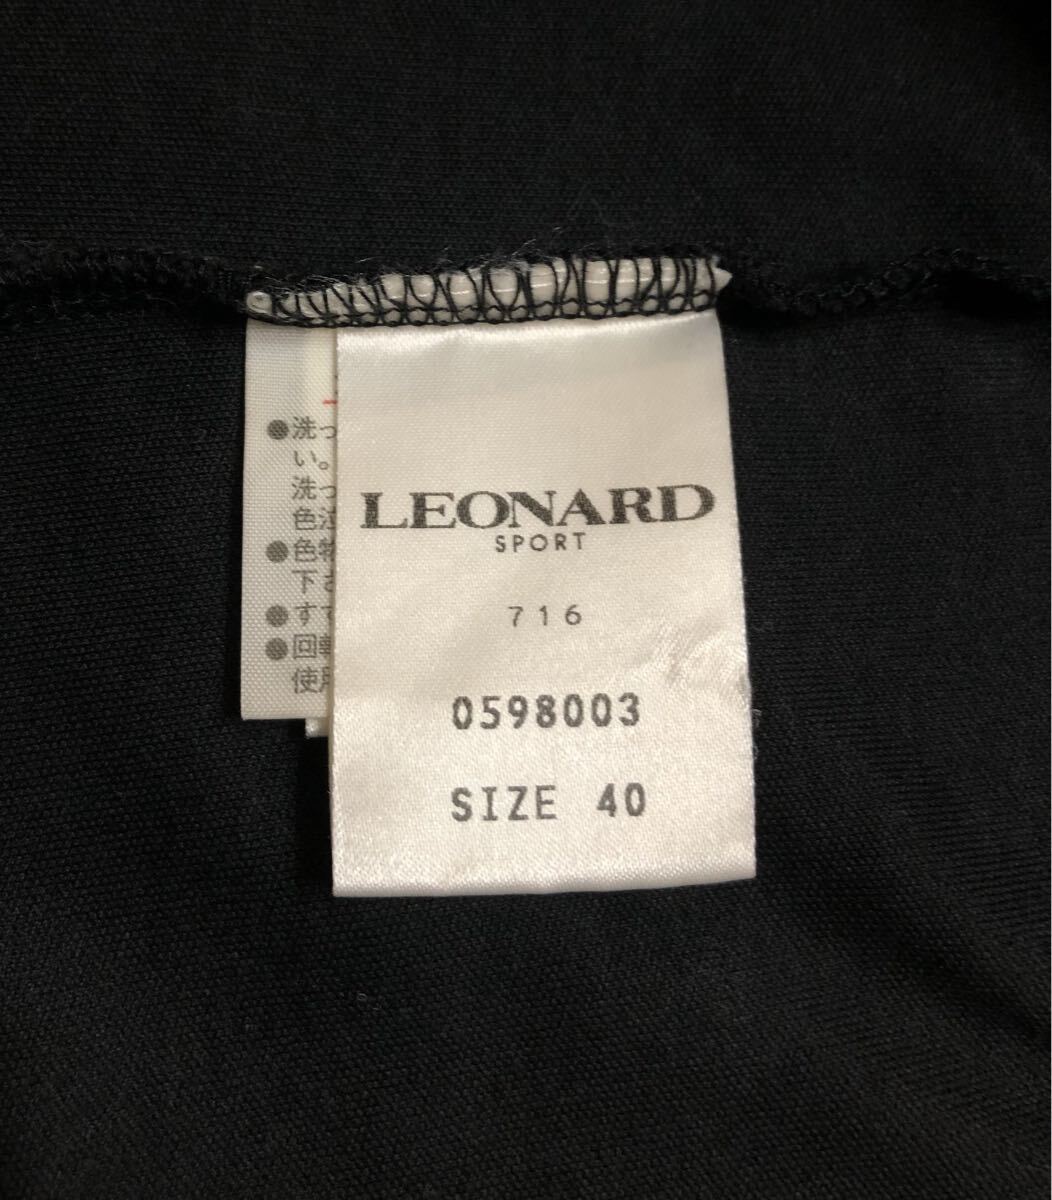 LEONARD
SPORT
716
0598003
SIZE 40
●洗っ
い。
洗っ
色泣
●色物
下さ
●すす
●回転
使用